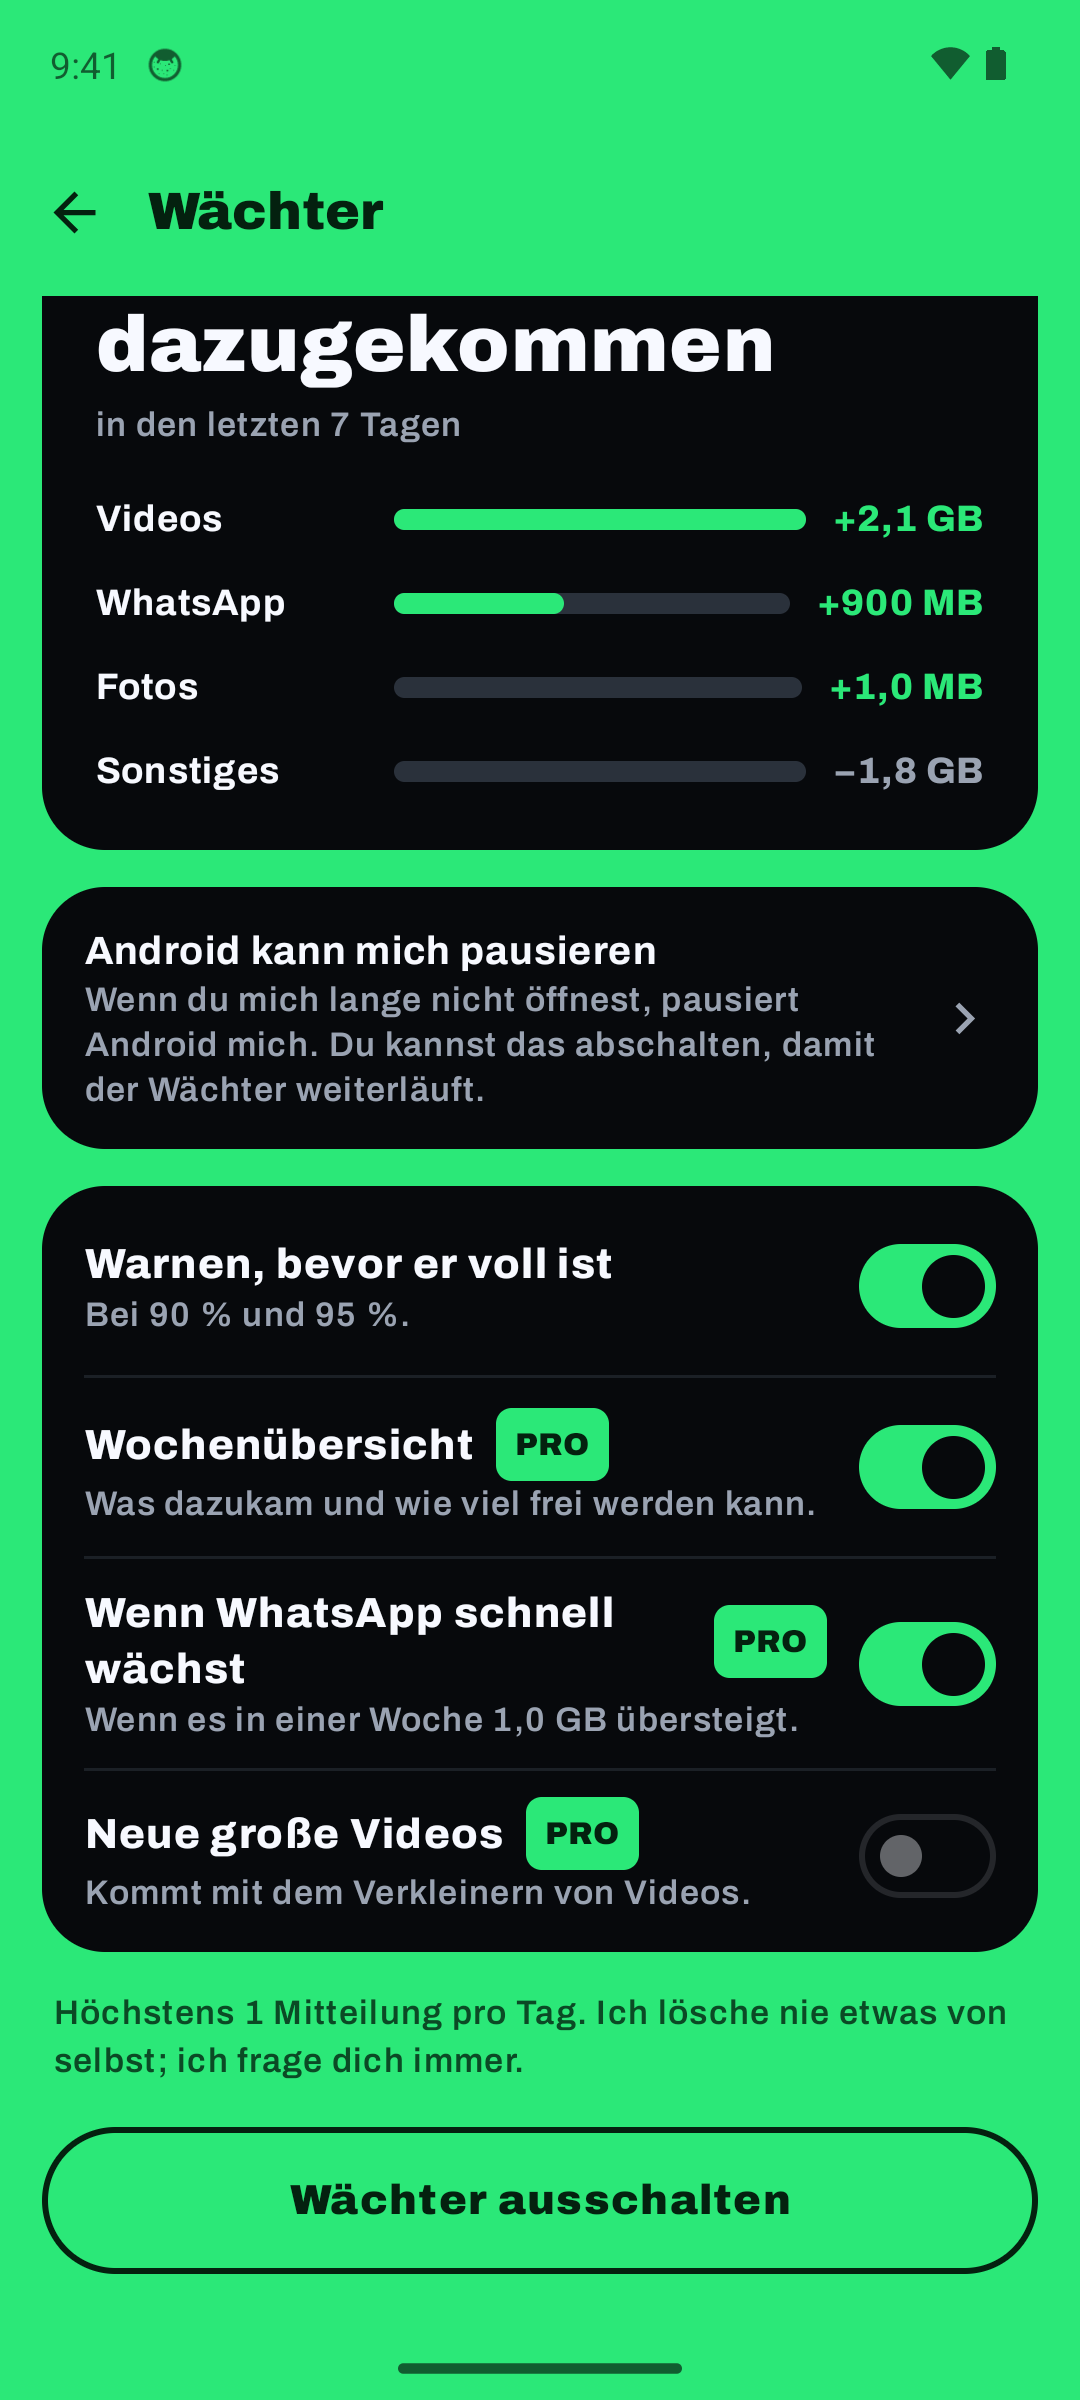 9:41
Wächter
dazugekommen
in den letzten 7 Tagen
Videos +2,1 GB
WhatsApp +900 MB
Fotos +1,0 MB
Sonstiges −1,8 GB
Android kann mich pausieren
Wenn du mich lange nicht öffnest, pausiert
Android mich. Du kannst das abschalten, damit
der Wächter weiterläuft.
Warnen, bevor er voll ist
Bei 90 % und 95 %.
Wochenübersicht PRO
Was dazukam und wie viel frei werden kann.
Wenn WhatsApp schnell
wächst PRO
Wenn es in einer Woche 1,0 GB übersteigt.
Neue große Videos PRO
Kommt mit dem Verkleinern von Videos.
Höchstens 1 Mitteilung pro Tag. Ich lösche nie etwas von
selbst; ich frage dich immer.
Wächter ausschalten